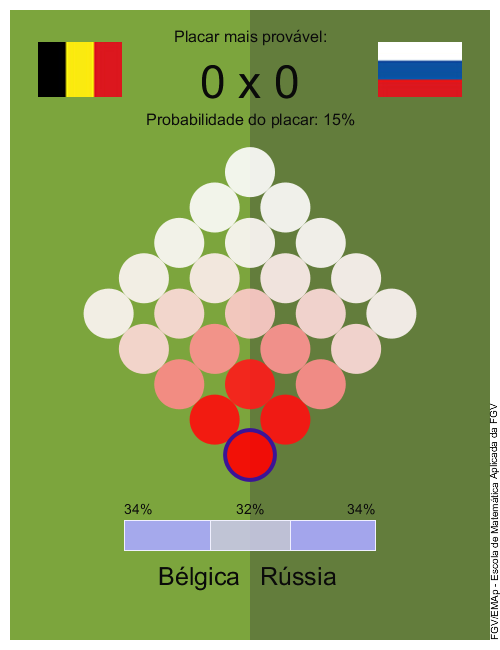 Placar mais provável:
0 x 0
Probabilidade do placar: 15%
34% 32% 34%
Bélgica Rússia
FGV/EMAp - Escola de Matemática Aplicada da FGV